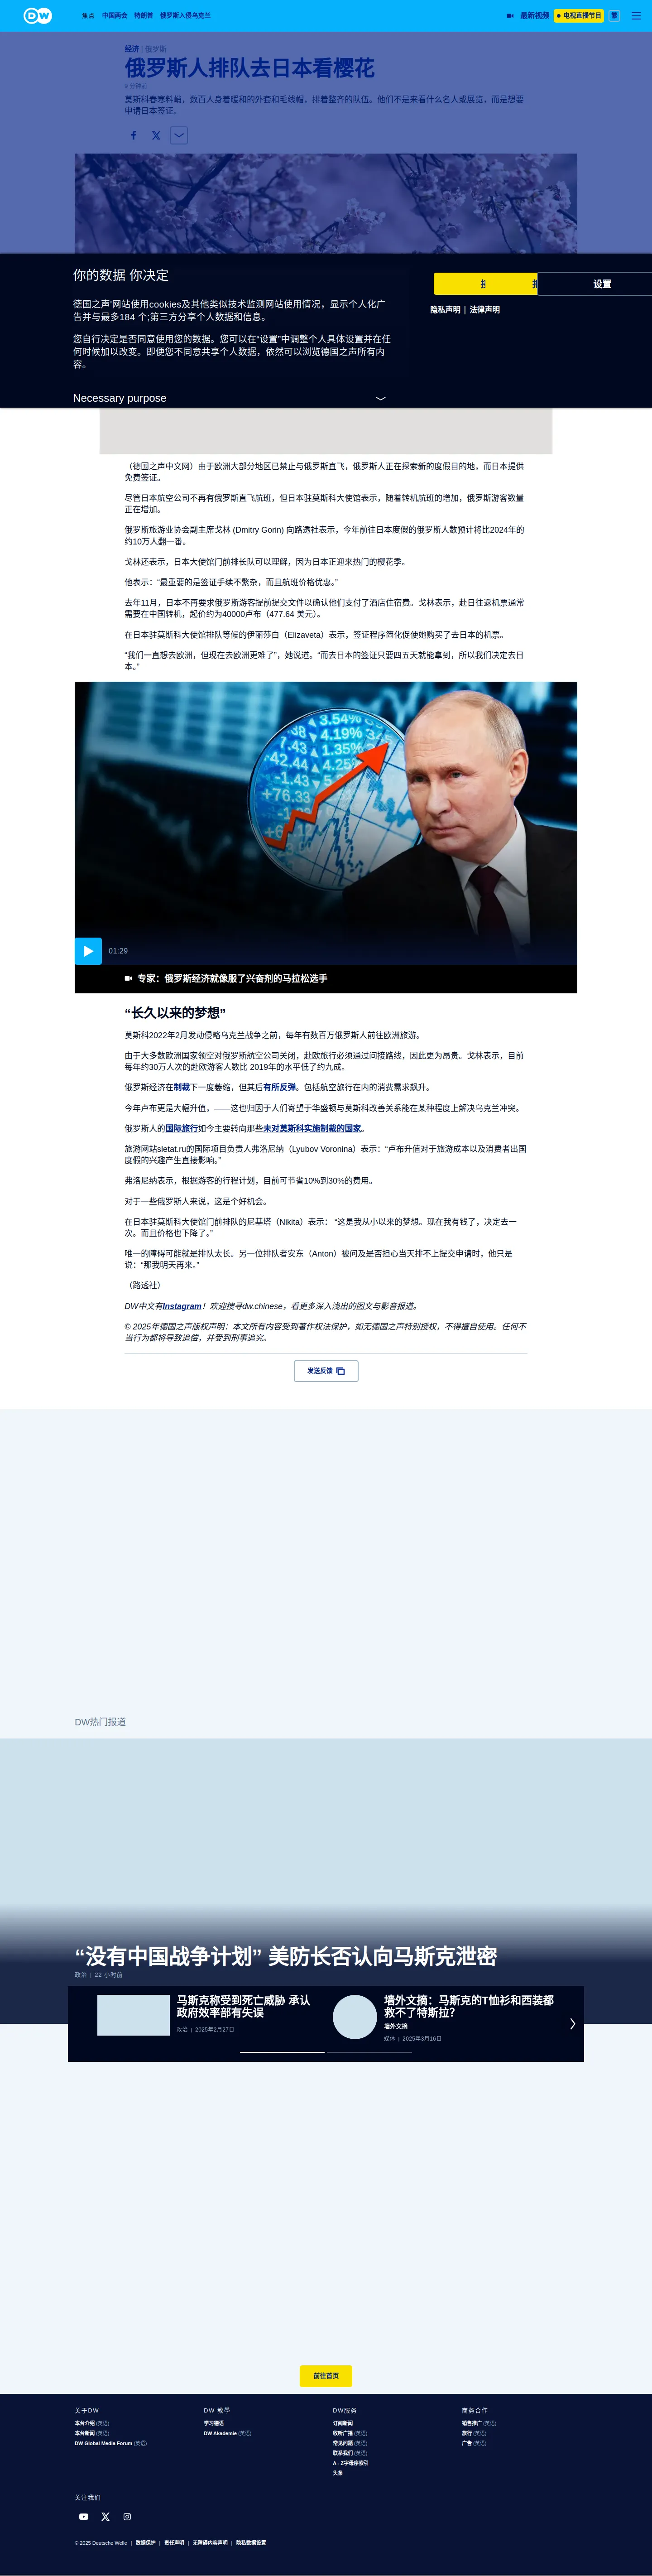 DW
焦点 中国两会 特朗普 俄罗斯入侵乌克兰
最新视频 电视直播节目 繁
经济 | 俄罗斯
俄罗斯人排队去日本看樱花
莫斯科春寒料峭，数百人身着暖和的外套和毛线帽，排着整齐的队伍。他们不是来看什么名人或展览，而是想要
申请日本签证。
你的数据 你决定
德国之声'网站使用cookies及其他类似技术监测网站使用情况，显示个人化广
告并与最多184 个;第三方分享个人数据和信息。
您自行决定是否同意使用您的数据。您可以在“设置”中调整个人具体设置并在任
何时候加以改变。即便您不同意共享个人数据，依然可以浏览德国之声所有内
容。
Necessary purpose
设置
隐私声明 | 法律声明
（德国之声中文网）由于欧洲大部分地区已禁止与俄罗斯直飞，俄罗斯人正在探索新的度假目的地，而日本提供
免费签证。
尽管日本航空公司不再有俄罗斯直飞航班，但日本驻莫斯科大使馆表示，随着转机航班的增加，俄罗斯游客数量
正在增加。
俄罗斯旅游业协会副主席戈林 (Dmitry Gorin) 向路透社表示，今年前往日本度假的俄罗斯人数预计将比2024年的
约10万人翻一番。
戈林还表示，日本大使馆门前排长队可以理解，因为日本正迎来热门的樱花季。
他表示：“最重要的是签证手续不繁杂，而且航班价格优惠。”
去年11月，日本不再要求俄罗斯游客提前提交文件以确认他们支付了酒店住宿费。戈林表示，赴日往返机票通常
需要在中国转机，起价约为40000卢布（477.64 美元）。
在日本驻莫斯科大使馆排队等候的伊丽莎白（Elizaveta）表示，签证程序简化促使她购买了去日本的机票。
“我们一直想去欧洲，但现在去欧洲更难了”，她说道。“而去日本的签证只要四五天就能拿到，所以我们决定去日
本。”
01:29
专家：俄罗斯经济就像服了兴奋剂的马拉松选手
“长久以来的梦想”
莫斯科2022年2月发动侵略乌克兰战争之前，每年有数百万俄罗斯人前往欧洲旅游。
由于大多数欧洲国家领空对俄罗斯航空公司关闭，赴欧旅行必须通过间接路线，因此更为昂贵。戈林表示，目前
每年约30万人次的赴欧游客人数比 2019年的水平低了约九成。
俄罗斯经济在制裁下一度萎缩，但其后有所反弹。包括航空旅行在内的消费需求飙升。
今年卢布更是大幅升值，——这也归因于人们寄望于华盛顿与莫斯科改善关系能在某种程度上解决乌克兰冲突。
俄罗斯人的国际旅行如今主要转向那些未对莫斯科实施制裁的国家。
旅游网站sletat.ru的国际项目负责人弗洛尼纳（Lyubov Voronina）表示：“卢布升值对于旅游成本以及消费者出国
度假的兴趣产生直接影响。”
弗洛尼纳表示，根据游客的行程计划，目前可节省10%到30%的费用。
对于一些俄罗斯人来说，这是个好机会。
在日本驻莫斯科大使馆门前排队的尼基塔（Nikita）表示： “这是我从小以来的梦想。现在我有钱了，决定去一
次。而且价格也下降了。”
唯一的障碍可能就是排队太长。另一位排队者安东（Anton）被问及是否担心当天排不上提交申请时，他只是
说：“那我明天再来。”
（路透社）
DW中文有Instagram！欢迎搜寻dw.chinese，看更多深入浅出的图文与影音报道。
© 2025年德国之声版权声明：本文所有内容受到著作权法保护，如无德国之声特别授权，不得擅自使用。任何不
当行为都将导致追偿，并受到刑事追究。
发送反馈
DW热门报道
“没有中国战争计划” 美防长否认向马斯克泄密
政治 | 22 小时前
马斯克称受到死亡威胁 承认
政府效率部有失误
政治 | 2025年2月27日
墙外文摘：马斯克的T恤衫和西装都
救不了特斯拉？
墙外文摘
媒体 | 2025年3月16日
前往首页
关于DW
本台介绍 (英语)
本台新闻 (英语)
DW Global Media Forum (英语)
DW 教學
学习德语
DW Akademie (英语)
DW服务
订阅新闻
收听广播 (英语)
常见问题 (英语)
联系我们 (英语)
A - Z字母序索引
头条
商务合作
销售推广 (英语)
旅行 (英语)
广告 (英语)
关注我们
© 2025 Deutsche Welle | 数据保护 | 责任声明 | 无障碍内容声明 | 隐私数据设置